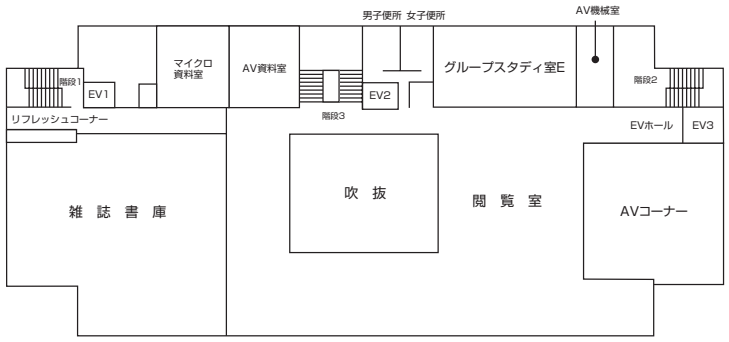 男子便所 女子便所
AV機械室
マイクロ
資料室
AV資料室
グループスタディ室E
階段1
階段2
EV1
EV2
階段3
リフレッシュコーナー
EVホール
EV3
吹 抜
閲 覧 室
雑 誌 書 庫
AVコーナー